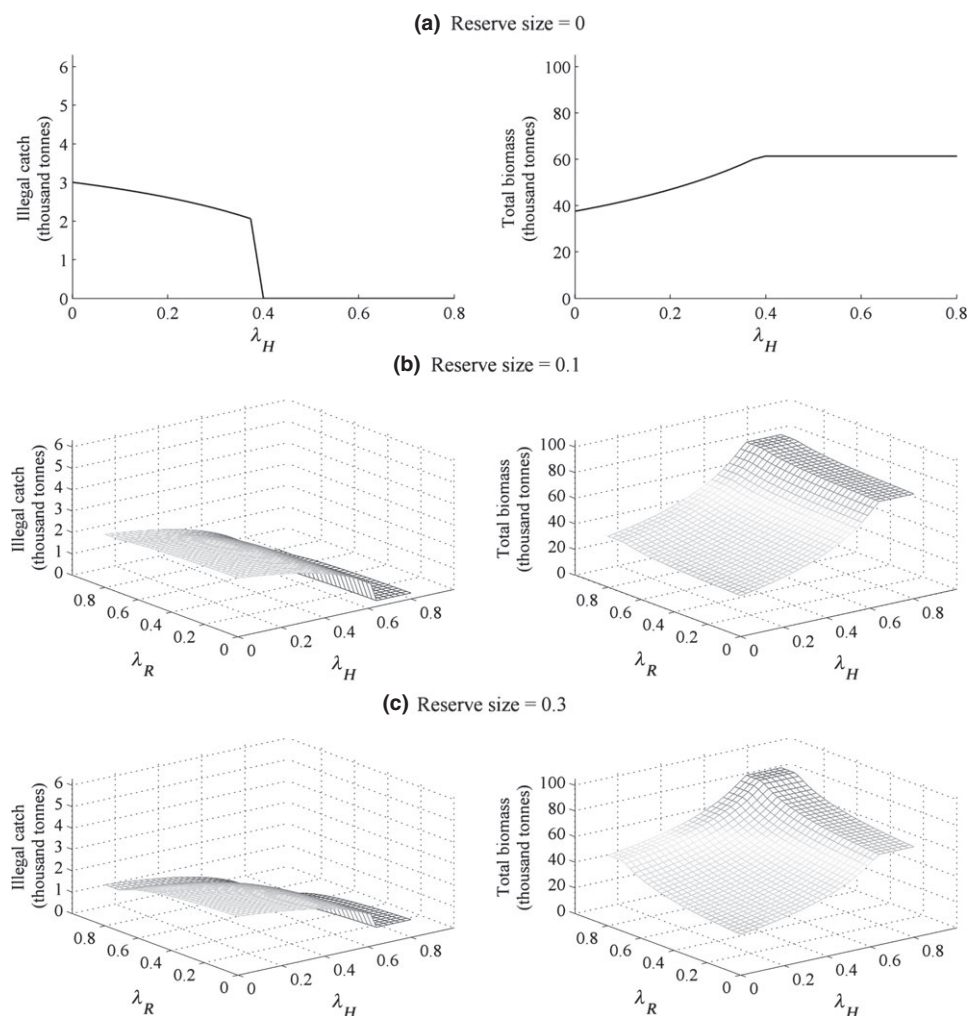 (a) Reserve size = 0
Illegal catch
(thousand tonnes)
6
5
4
3
2
1
0
0 0.2 0.4 0.6 0.8
λH
Total biomass
(thousand tonnes)
100
80
60
40
20
0
0 0.2 0.4 0.6 0.8
λH
(b) Reserve size = 0.1
Illegal catch
(thousand tonnes)
6
5
4
3
2
1
0
0.8
0.6
0.4
0.2
0
λR
0
0.2
0.4
0.6
0.8
λH
Total biomass
(thousand tonnes)
100
80
60
40
20
0
0.8
0.6
0.4
0.2
0
λR
0
0.2
0.4
0.6
0.8
λH
(c) Reserve size = 0.3
Illegal catch
(thousand tonnes)
6
5
4
3
2
1
0
0.8
0.6
0.4
0.2
0
λR
0
0.2
0.4
0.6
0.8
λH
Total biomass
(thousand tonnes)
100
80
60
40
20
0
0.8
0.6
0.4
0.2
0
λR
0
0.2
0.4
0.6
0.8
λH